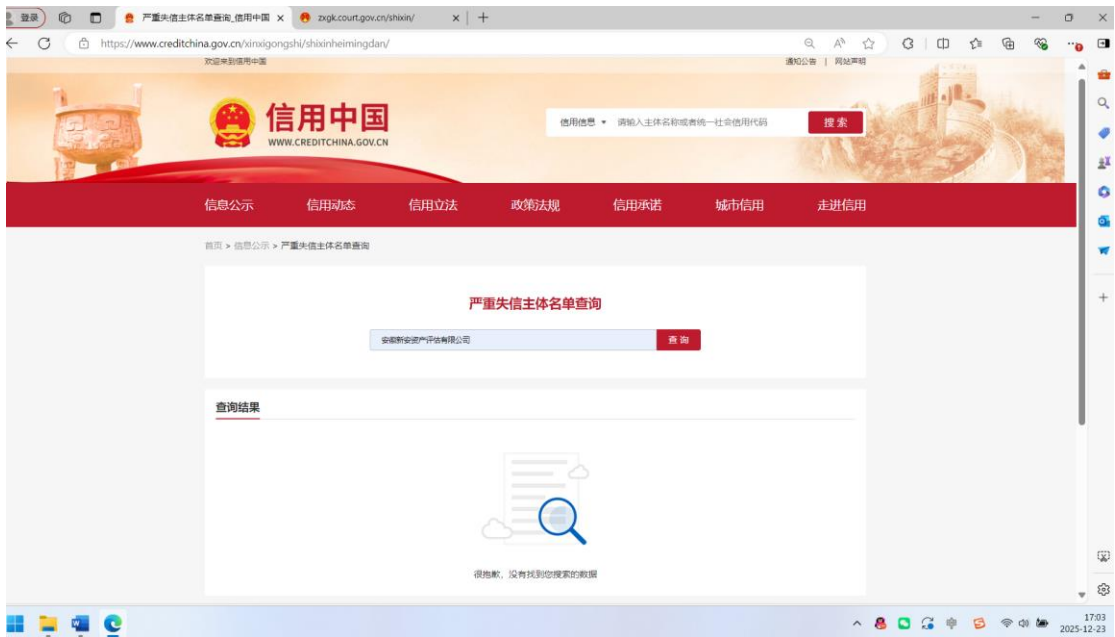 登录
严重失信主体名单查询_信用中国
zxgk.court.gov.cn/shixin/
https://www.creditchina.gov.cn/xinxigongshi/shixinheimingdan/
欢迎来到信用中国
通知公告 | 网站声明
信用中国
WWW.CREDITCHINA.GOV.CN
信用信息 请输入主体名称或者统一社会信用代码 搜索
信息公示 信用动态 信用立法 政策法规 信用承诺 城市信用 走进信用
首页 > 信息公示 > 严重失信主体名单查询
严重失信主体名单查询
安徽新安资产评估有限公司 查询
查询结果
很抱歉，没有找到您搜索的数据
中
17:03
2025-12-23